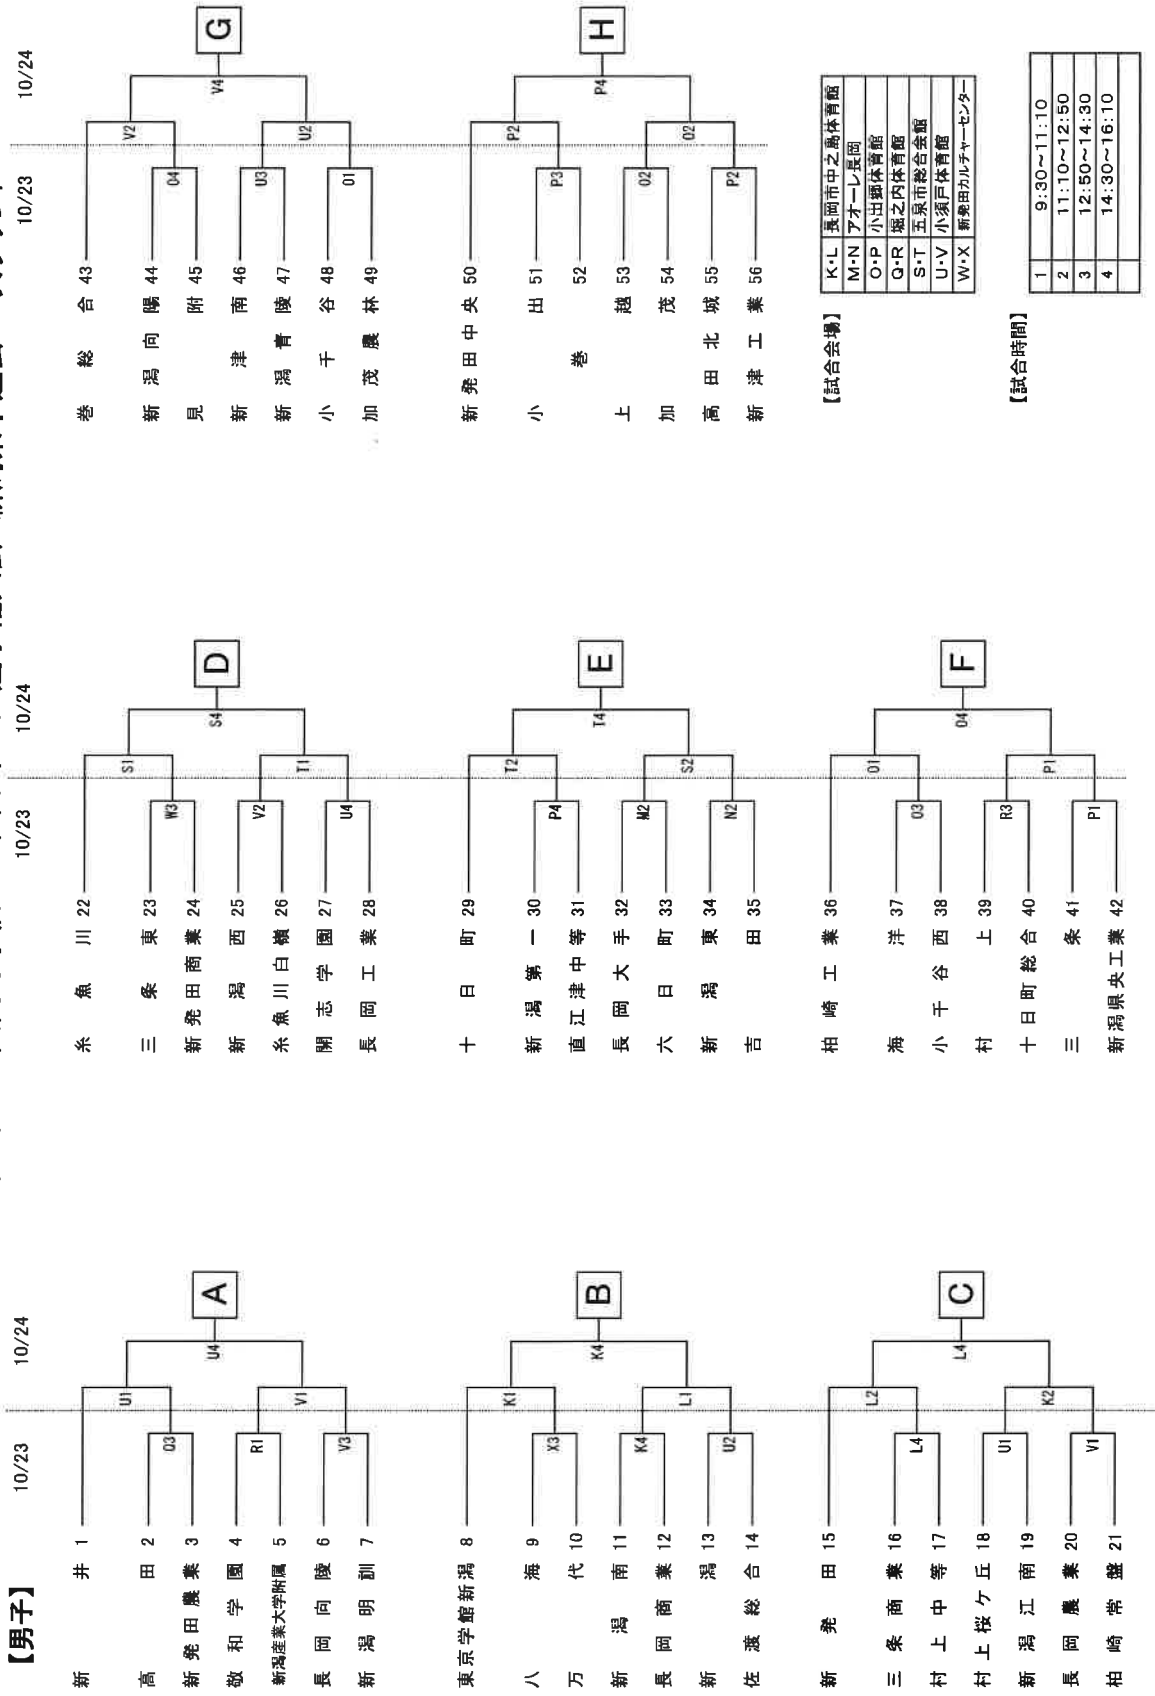 【男子】
10/23
10/24
新井 1
高田 2
新発田農業 3
敬和学園 4
新潟産業大学附属 5
長岡向陵 6
新潟明訓 7
U1
Q3
R1
V1
V3
U4
A
東京学館新潟 8
八海 9
万代 10
新潟南 11
長岡商業 12
新潟 13
佐渡総合 14
K1
X3
K4
L1
U2
K4
B
新発田 15
三条商業 16
村上中等 17
村上桜ケ丘 18
新潟江南 19
長岡農業 20
柏崎常盤 21
L2
L4
U1
K2
V1
L4
C
10/23
10/24
糸魚川 22
三条東 23
新発田商業 24
新潟西 25
糸魚川白嶺 26
開志学園 27
長岡工業 28
S1
W3
V2
T1
U4
S4
D
十日町 29
新潟第一 30
直江津中等 31
長岡大手 32
六日町 33
新潟東 34
吉田 35
T2
P4
M2
S2
N2
T4
E
柏崎工業 36
海洋 37
小千谷西 38
村上 39
十日町総合 40
三条 41
新潟県央工業 42
O1
O3
R3
P1
P1
O4
F
10/23
10/24
巻総合 43
新潟向陽 44
見附 45
新津南 46
新潟青陵 47
小千谷 48
加茂農林 49
V2
O4
U3
U2
O1
V4
G
新発田中央 50
小出 51
巻 52
上越 53
加茂 54
高田北城 55
新津工業 56
P2
P3
O2
O2
P2
P4
H
【試合会場】
K・L 長岡市中之島体育館
M・N アオーレ長岡
O・P 小出郷体育館
Q・R 堀之内体育館
S・T 五泉市総合会館
U・V 小須戸体育館
W・X 新発田カルチャーセンター
【試合時間】
1 9:30～11:10
2 11:10～12:50
3 12:50～14:30
4 14:30～16:10